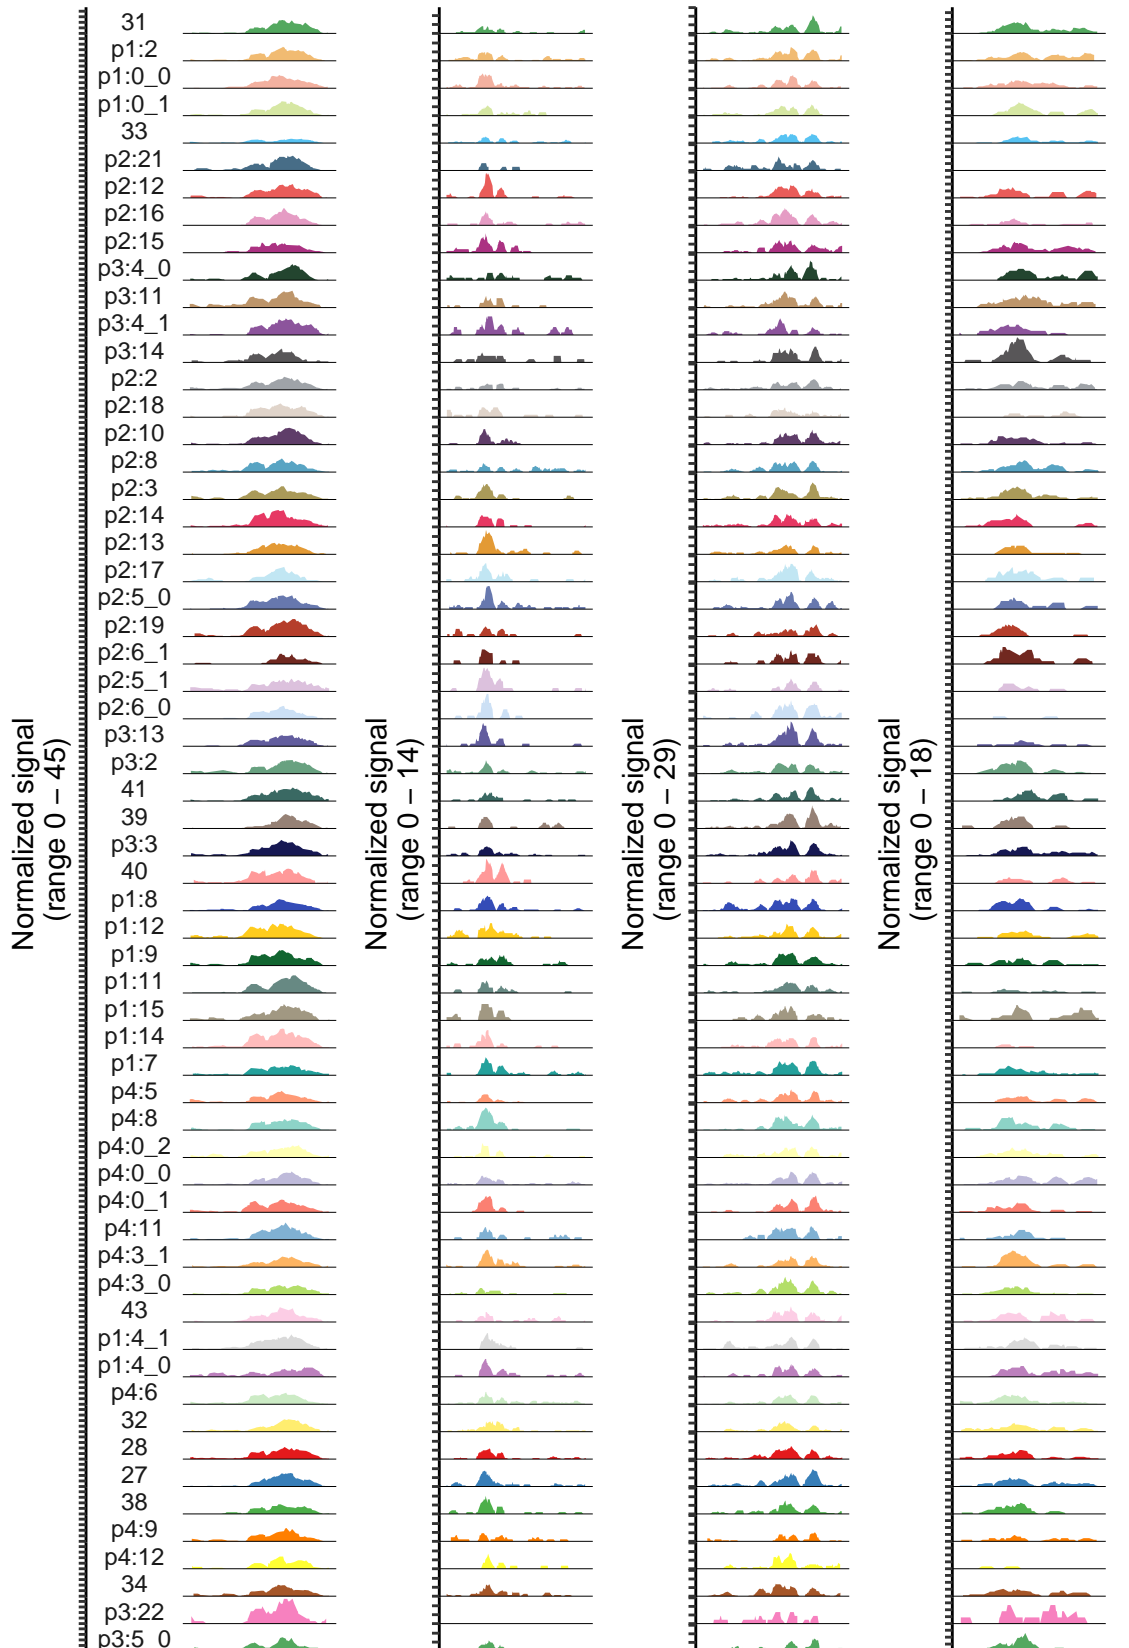 31
p1:2
p1:0_0
p1:0_1
33
p2:21
p2:12
p2:16
p2:15
p3:4_0
p3:11
p3:4_1
p3:14
p2:2
p2:18
p2:10
p2:8
p2:3
p2:14
p2:13
p2:17
p2:5_0
p2:19
p2:6_1
p2:5_1
p2:6_0
p3:13
p3:2
41
39
p3:3
40
p1:8
p1:12
p1:9
p1:11
p1:15
p1:14
p1:7
p4:5
p4:8
p4:0_2
p4:0_0
p4:0_1
p4:11
p4:3_1
p4:3_0
43
p1:4_1
p1:4_0
p4:6
32
28
27
38
p4:9
p4:12
34
p3:22
p3:5_0
Normalized signal
(range 0 – 45)
Normalized signal
(range 0 – 14)
Normalized signal
(range 0 – 29)
Normalized signal
(range 0 – 18)